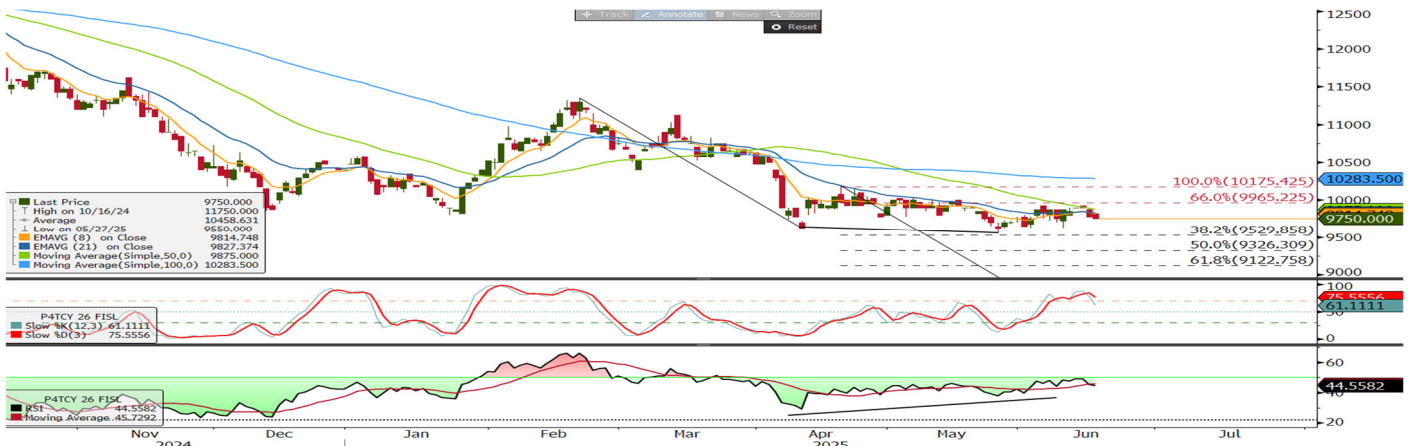 Track Annotate News Zoom
Reset
12500
12000
11500
11000
10500
10283.500
10000
9750.000
9500
9000
100.0%(10175.425)
66.0%(9965.225)
38.2%(9529.858)
50.0%(9326.309)
61.8%(9122.758)
Last Price 9750.000
High on 10/16/24 11750.000
Average 10458.631
Low on 05/27/25 9550.000
EMAVG (8) on Close 9814.748
EMAVG (21) on Close 9827.374
Moving Average(Simple,50,0) 9875.000
Moving Average(Simple,100,0) 10283.500
100
75.5556
61.1111
50
0
P4TCY 26 FISL
Slow %K(12,3) 61.1111
Slow %D(3) 75.5556
60
44.5582
40
20
P4TCY 26 FISL
RSI 44.5582
Moving Average 45.7292
Nov Dec Jan Feb Mar Apr May Jun Jul
2024 2025